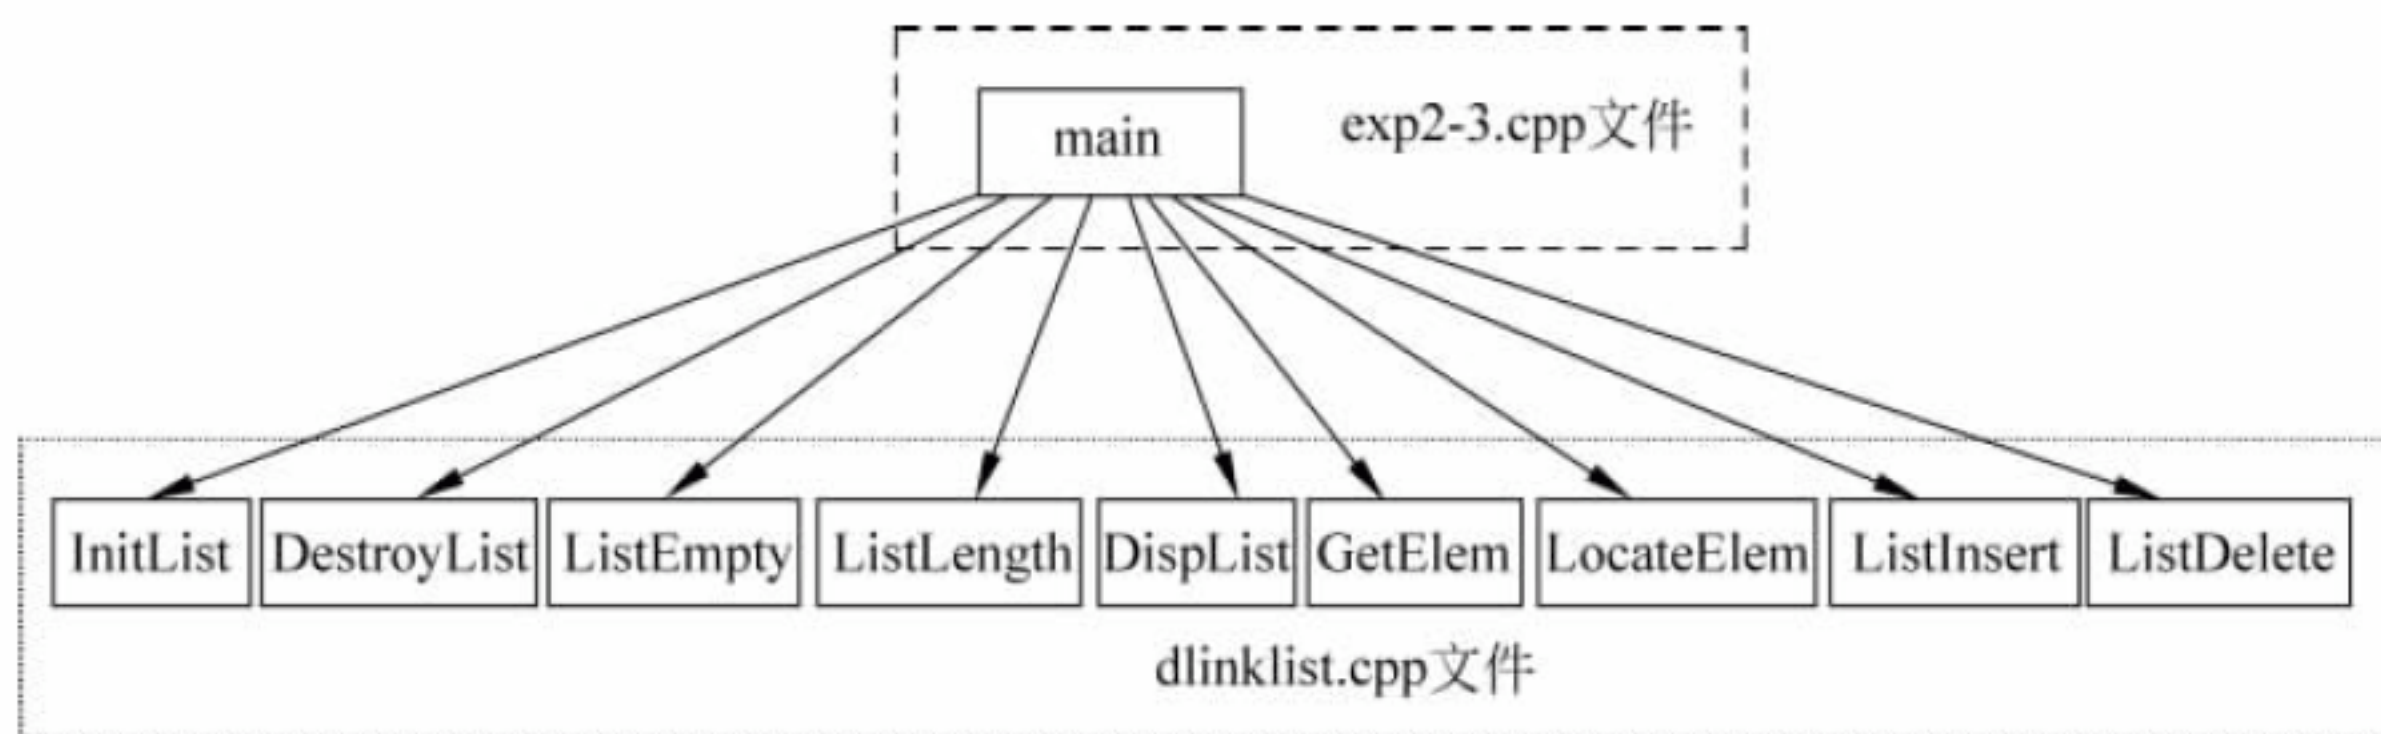 main
exp2-3.cpp文件
InitList DestroyList ListEmpty ListLength DispList GetElem LocateElem ListInsert ListDelete
dlinklist.cpp文件